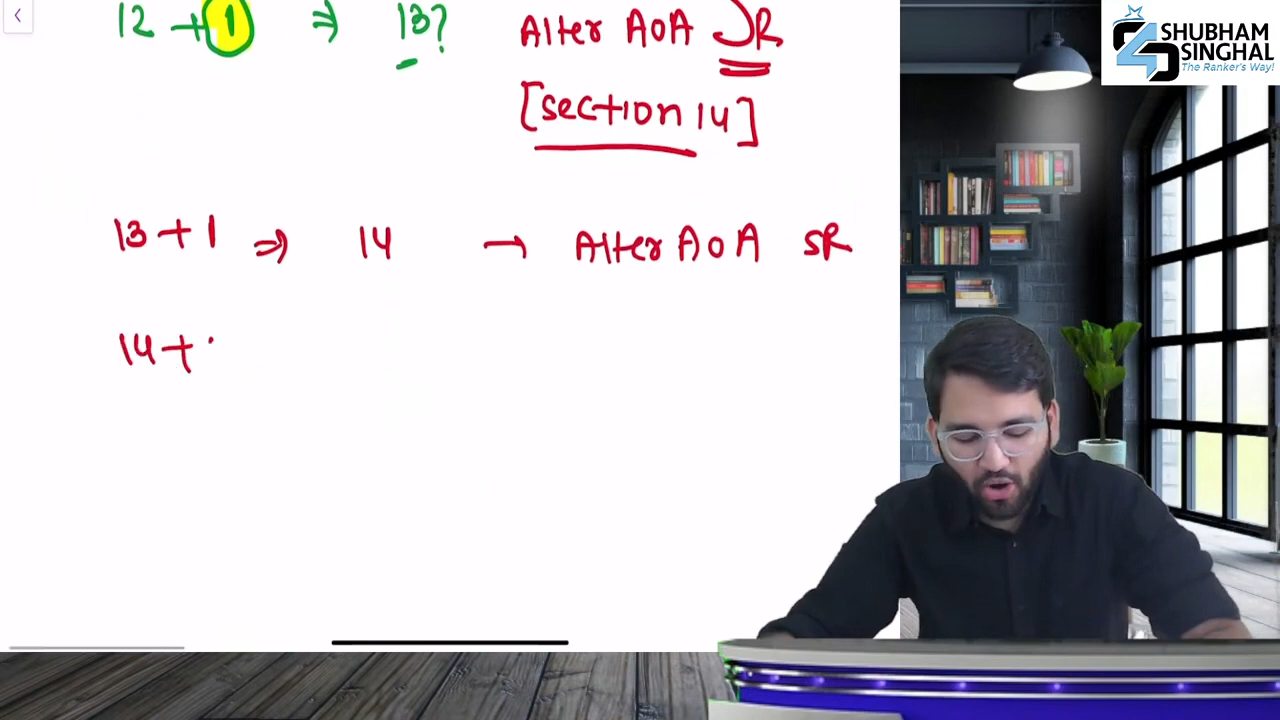 12 + 1 ⇒ 13? Alter AOA SR
[section 14]
13 + 1 ⇒ 14 → Alter AOA SR
14 +
SHUBHAM
SINGHAL
The Ranker's Way!